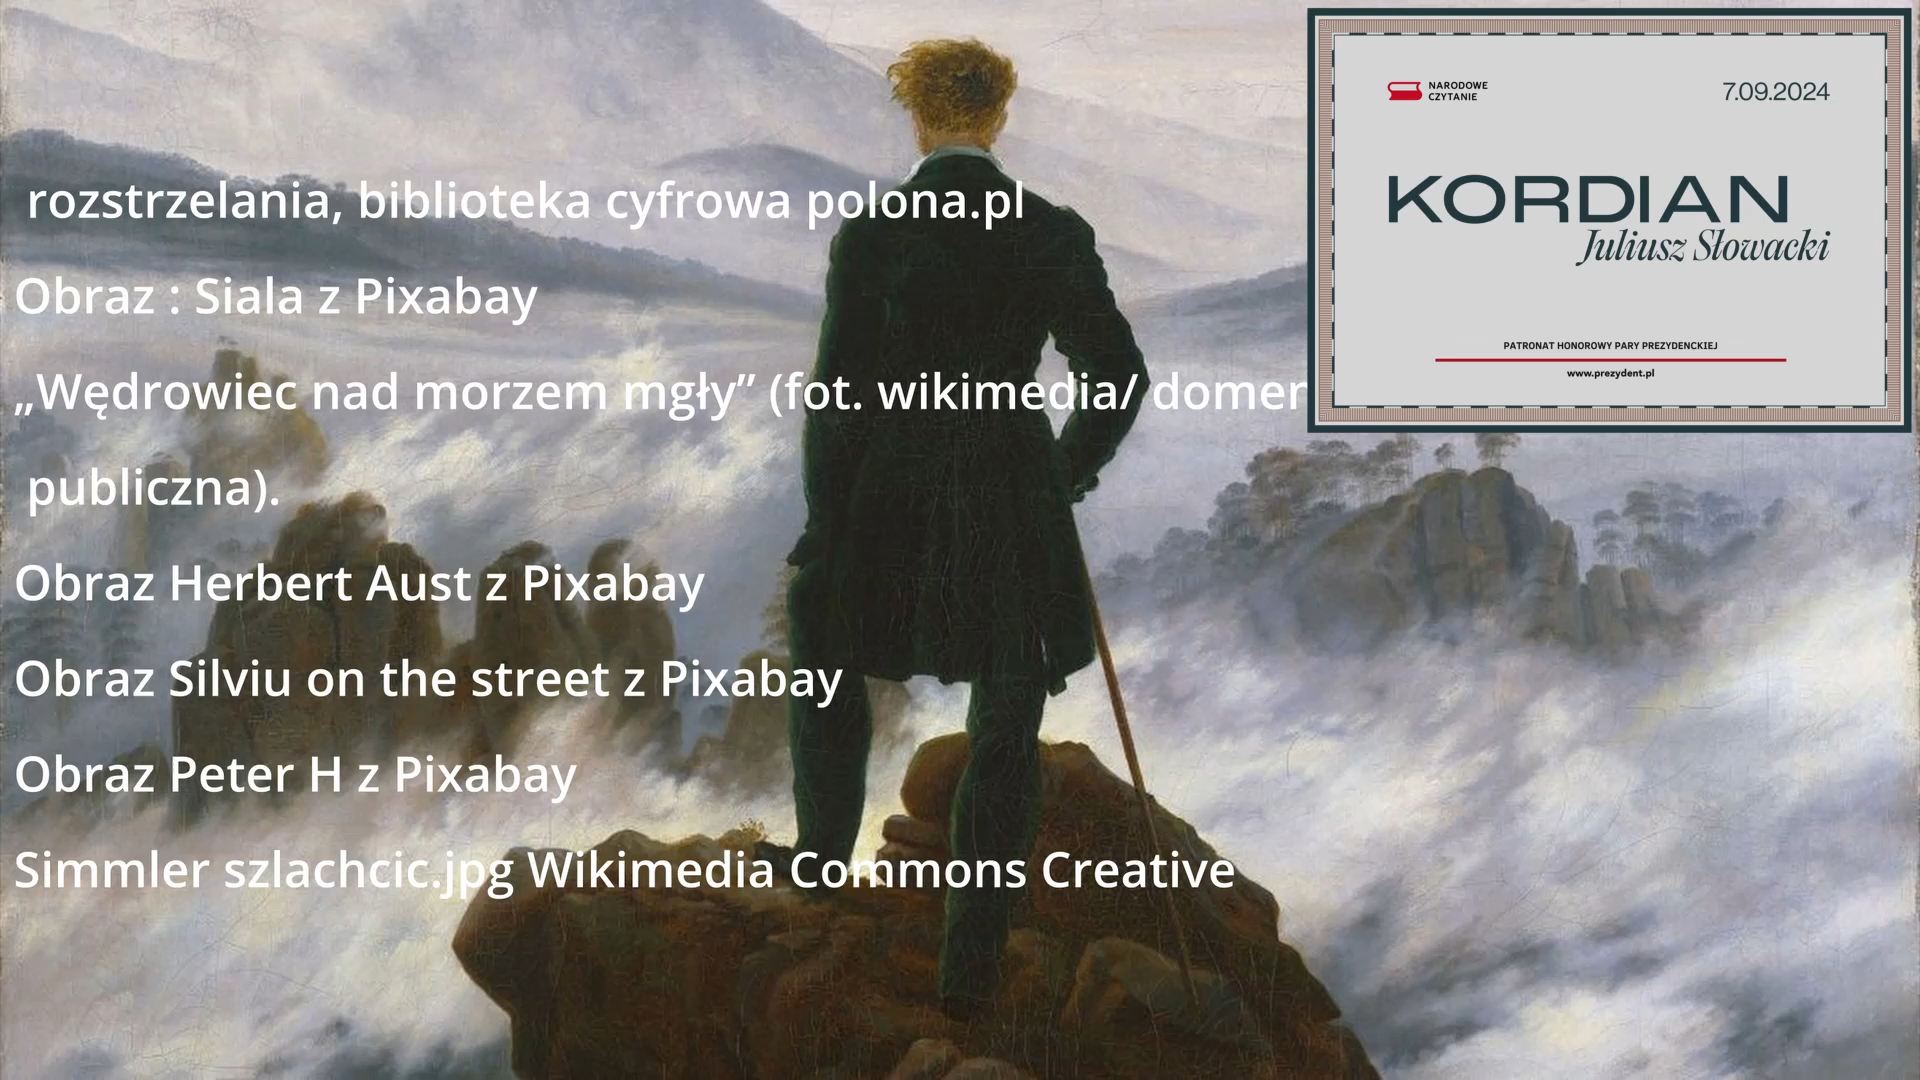 rozstrzelania, biblioteka cyfrowa polona.pl
Obraz : Siala z Pixabay
„Wędrowiec nad morzem mgły” (fot. wikimedia/
publiczna).
Obraz Herbert Aust z Pixabay
Obraz Silviu on the street z Pixabay
Obraz Peter H z Pixabay
Simmler szlachcic.jpg Wikimedia Commons Creative
NARODOWE
CZYTANIE
7.09.2024
KORDIAN
Juliusz Słowacki
PATRONAT HONOROWY PARY PREZYDENCKIEJ
www.prezydent.pl